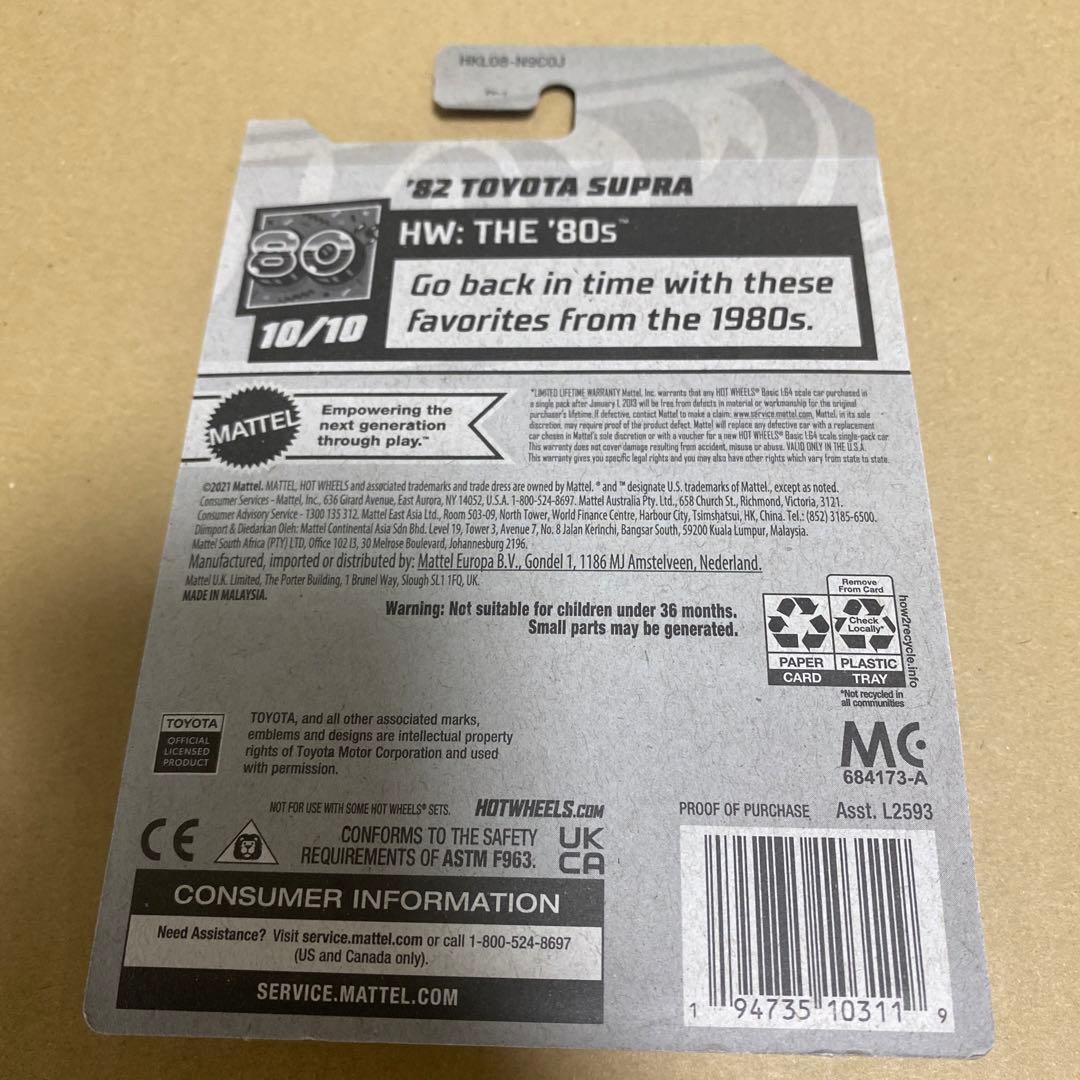 HKL08-N9C0J
'82 TOYOTA SUPRA
80's
HW: THE '80s™
Go back in time with these
favorites from the 1980s.
10/10
MATTEL
Empowering the
next generation
through play.™
*LIMITED LIFETIME WARRANTY Mattel, Inc. warrants that any HOT WHEELS® Basic 1:64 scale car purchased in
a single pack after January 1, 2013 will be free from defects in material or workmanship for the original
purchaser's lifetime. If defective, contact Mattel to make a claim: www.service.mattel.com, Mattel, in its sole
discretion, may require proof of the product defect. Mattel will replace any defective car with a replacement
car chosen in Mattel's sole discretion or with a voucher for a new HOT WHEELS® Basic 1:64 scale single-pack car.
This warranty does not cover damage resulting from accident, misuse or abuse. VALID ONLY IN THE U.S.A.
This warranty gives you specific legal rights and you may also have other rights which vary from state to state.
©2021 Mattel. MATTEL, HOT WHEELS and associated trademarks and trade dress are owned by Mattel. ® and ™ designate U.S. trademarks of Mattel, except as noted.
Consumer Services - Mattel, Inc., 636 Girard Avenue, East Aurora, NY 14052, U.S.A. 1-800-524-8697. Mattel Australia Pty. Ltd., 658 Church St., Richmond, Victoria, 3121.
Consumer Advisory Service - 1300 135 312. Mattel East Asia Ltd., Room 503-09, North Tower, World Finance Centre, Harbour City, Tsimshatsui, HK, China. Tel.: (852) 3185-6500.
Diimport & Diedarkan Oleh: Mattel Continental Asia Sdn Bhd. Level 19, Tower 3, Avenue 7, No. 8 Jalan Kerinchi, Bangsar South, 59200 Kuala Lumpur, Malaysia.
Mattel South Africa (PTY) LTD, Office 102 I3, 30 Melrose Boulevard, Johannesburg 2196.
Manufactured, imported or distributed by: Mattel Europa B.V., Gondel 1, 1186 MJ Amstelveen, Nederland.
Mattel U.K. Limited, The Porter Building, 1 Brunel Way, Slough SL1 1FQ, UK.
MADE IN MALAYSIA.
Warning: Not suitable for children under 36 months.
Small parts may be generated.
Remove
From Card
Check
Locally*
PAPER
CARD
PLASTIC
TRAY
how2recycle.info
*Not recycled in
all communities
TOYOTA
OFFICIAL
LICENSED
PRODUCT
TOYOTA, and all other associated marks,
emblems and designs are intellectual property
rights of Toyota Motor Corporation and used
with permission.
MC
684173-A
NOT FOR USE WITH SOME HOT WHEELS® SETS. HOTWHEELS.COM
PROOF OF PURCHASE Asst. L2593
CE
CONFORMS TO THE SAFETY
REQUIREMENTS OF ASTM F963.
UK
CA
CONSUMER INFORMATION
Need Assistance? Visit service.mattel.com or call 1-800-524-8697
(US and Canada only).
SERVICE.MATTEL.COM
1 94735 10311 9